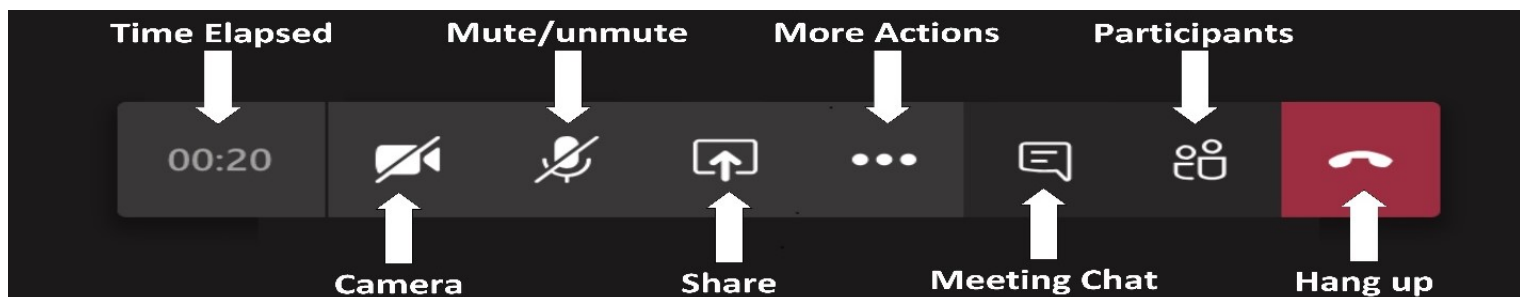 Time Elapsed Mute/unmute More Actions Participants
00:20
Camera Share Meeting Chat Hang up